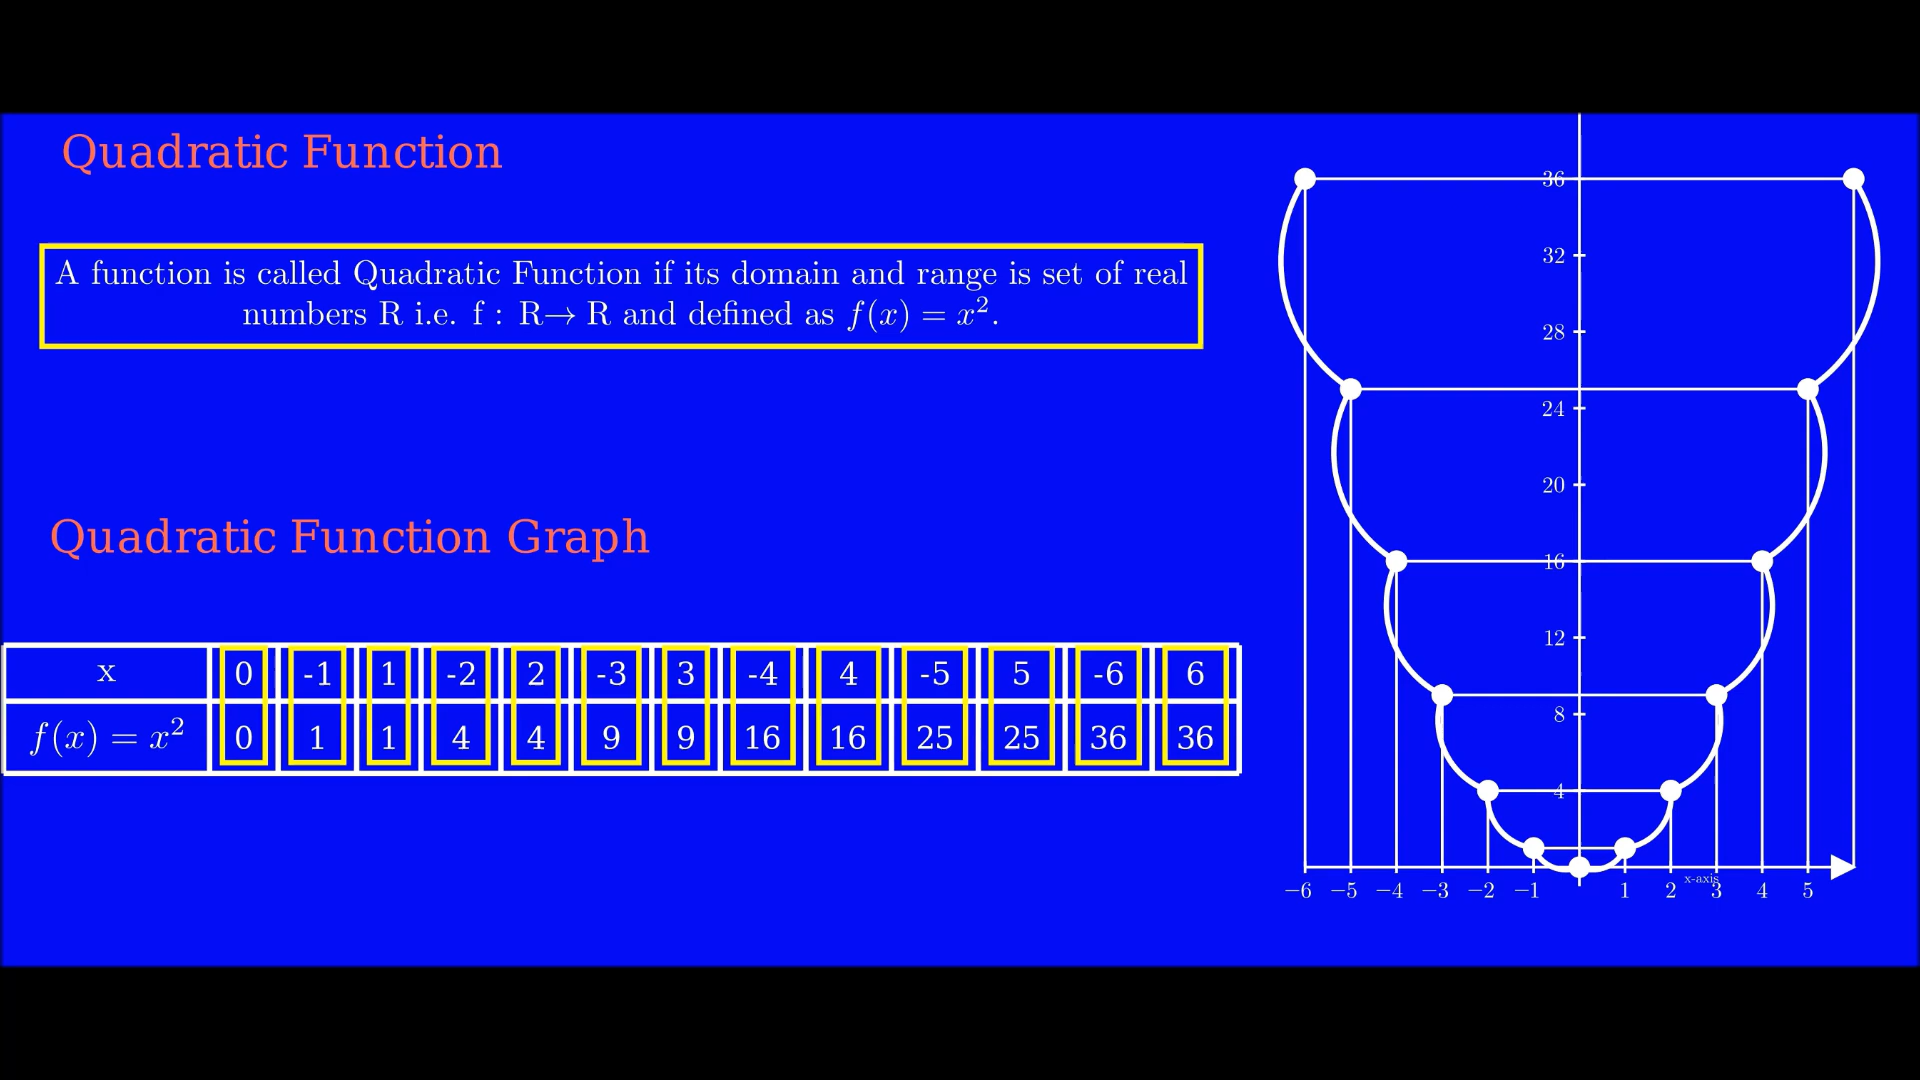 Quadratic Function
A function is called Quadratic Function if its domain and range is set of real
numbers R i.e. f : R→ R and defined as f(x) = x².
Quadratic Function Graph
x 0 -1 1 -2 2 -3 3 -4 4 -5 5 -6 6
f(x) = x² 0 1 1 4 4 9 9 16 16 25 25 36 36
36
32
28
24
20
16
12
8
4
x-axis
−6 −5 −4 −3 −2 −1 1 2 3 4 5